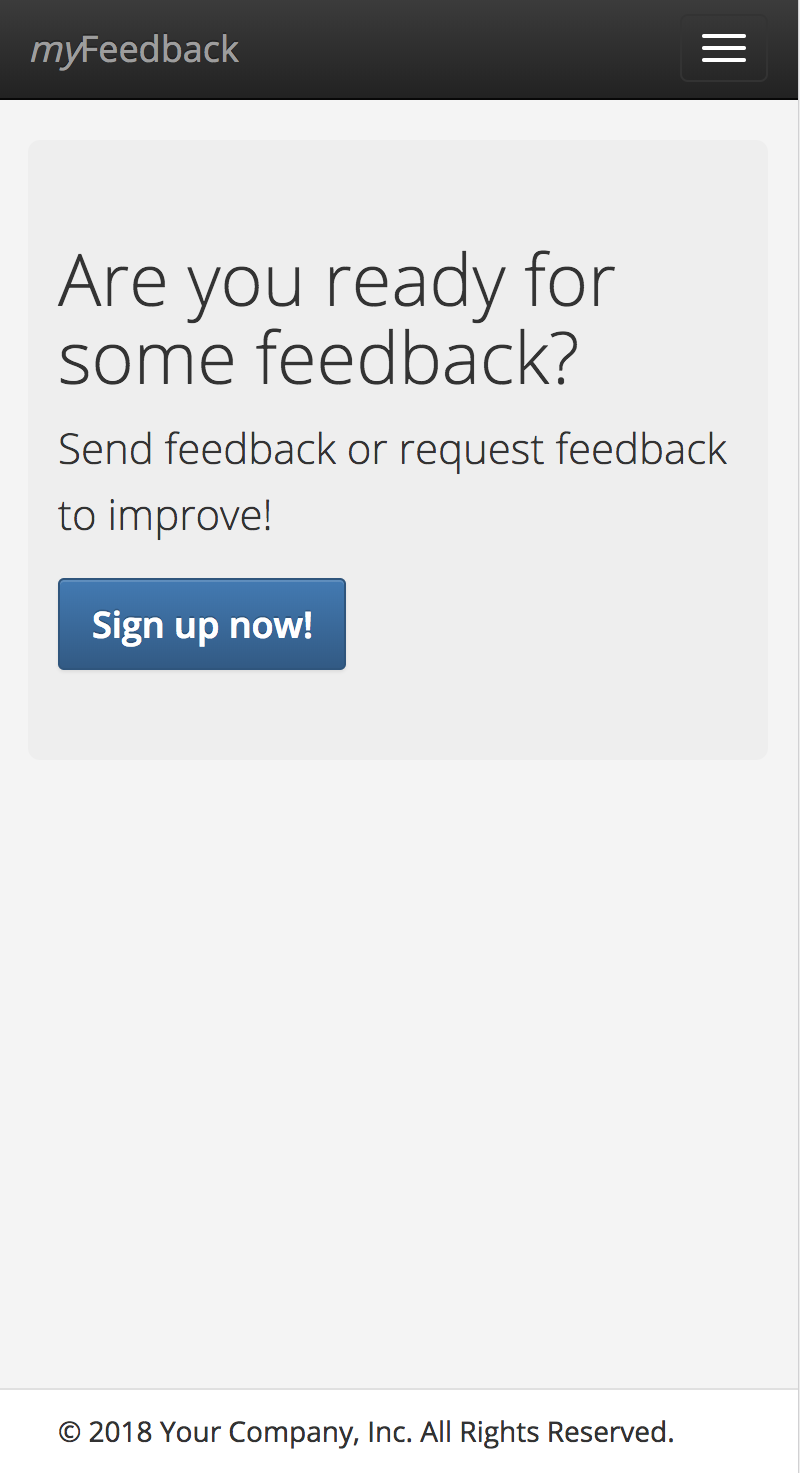 myFeedback
Are you ready for
some feedback?
Send feedback or request feedback
to improve!
Sign up now!
© 2018 Your Company, Inc. All Rights Reserved.